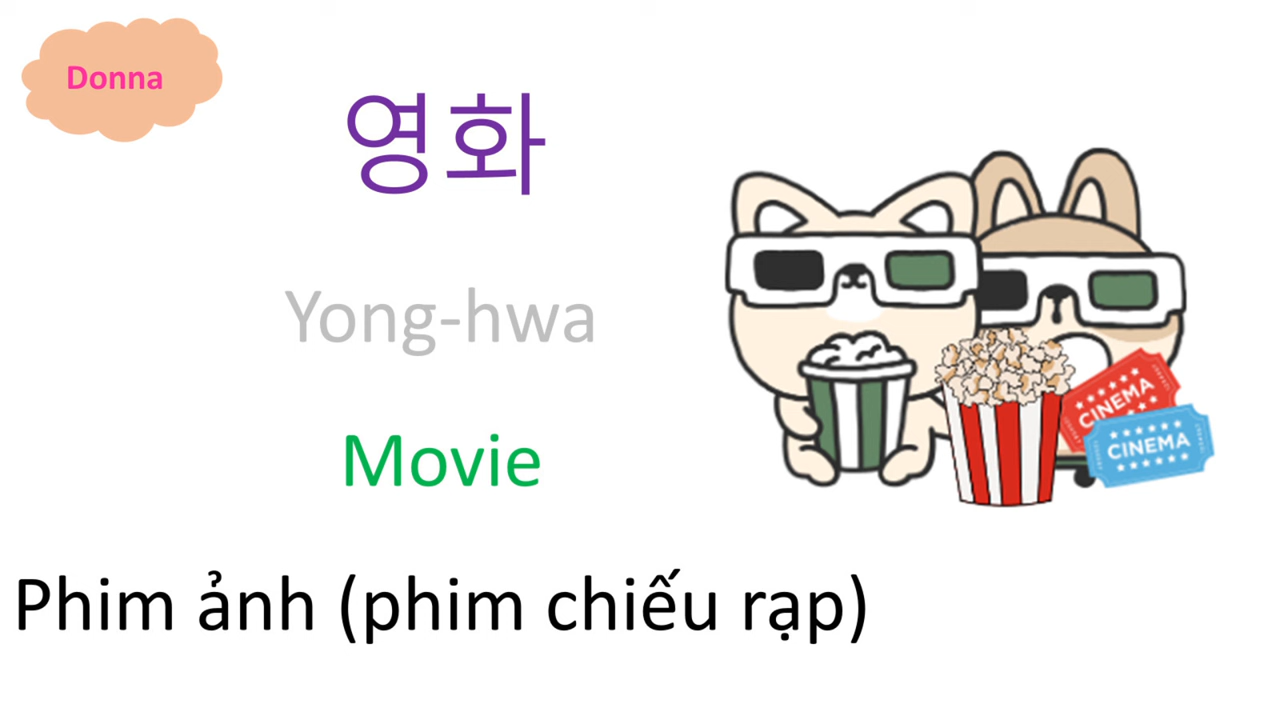 Donna
영화
Yong-hwa
Movie
Phim ảnh (phim chiếu rạp)
CINEMA
CINEMA